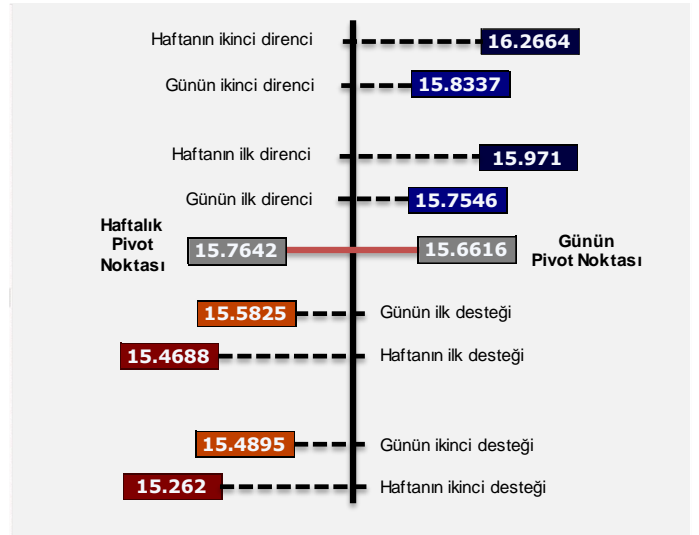 Haftanın ikinci direnci
16.2664
Günün ikinci direnci
15.8337
Haftanın ilk direnci
15.971
Günün ilk direnci
15.7546
Haftalık
Pivot
Noktası
15.7642
15.6616
Günün
Pivot Noktası
15.5825
Günün ilk desteği
15.4688
Haftanın ilk desteği
15.4895
Günün ikinci desteği
15.262
Haftanın ikinci desteği